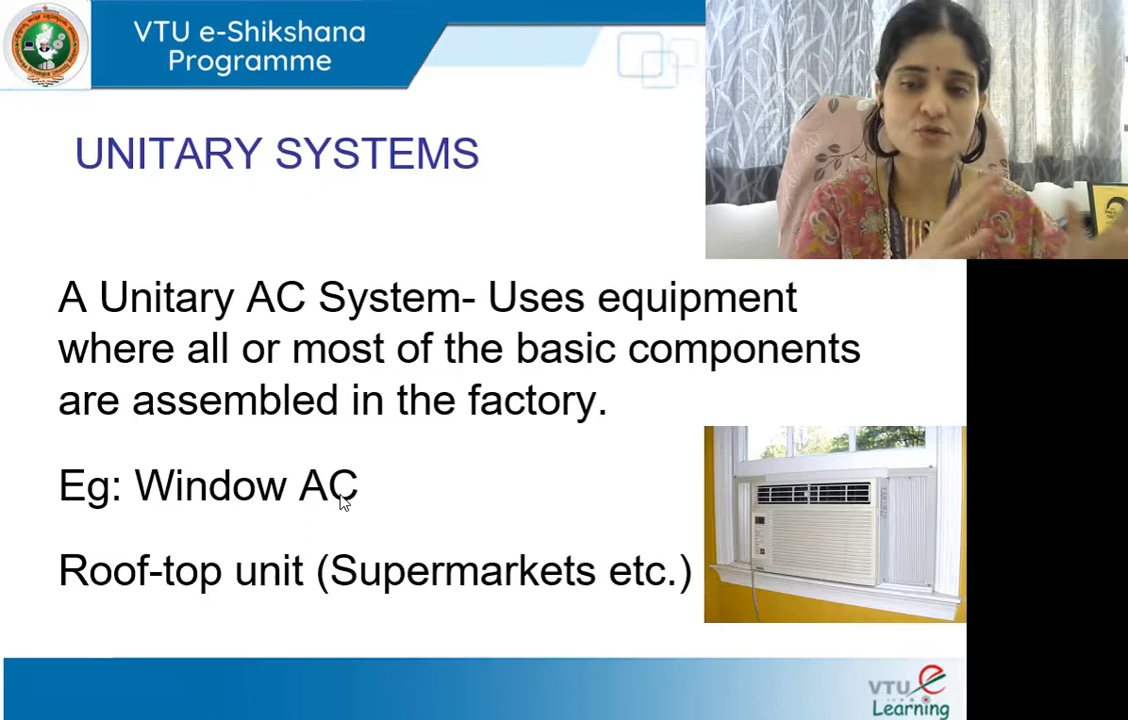 VTU e-Shikshana
Programme
UNITARY SYSTEMS
A Unitary AC System- Uses equipment
where all or most of the basic components
are assembled in the factory.
Eg: Window AC
Roof-top unit (Supermarkets etc.)
VTU e
Learning